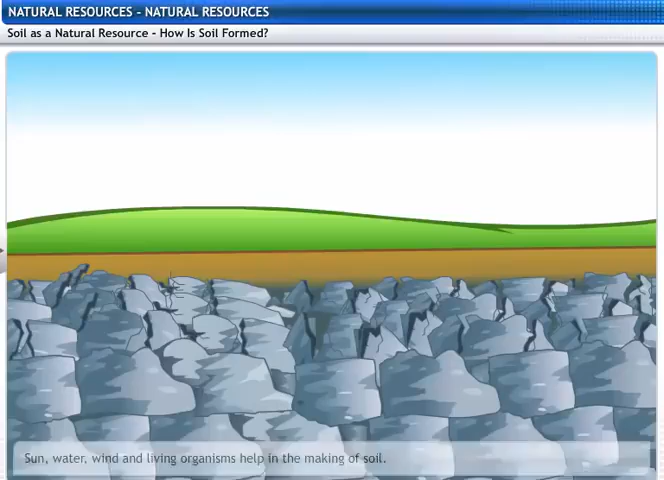 NATURAL RESOURCES - NATURAL RESOURCES
Soil as a Natural Resource - How Is Soil Formed?
Sun, water, wind and living organisms help in the making of soil.